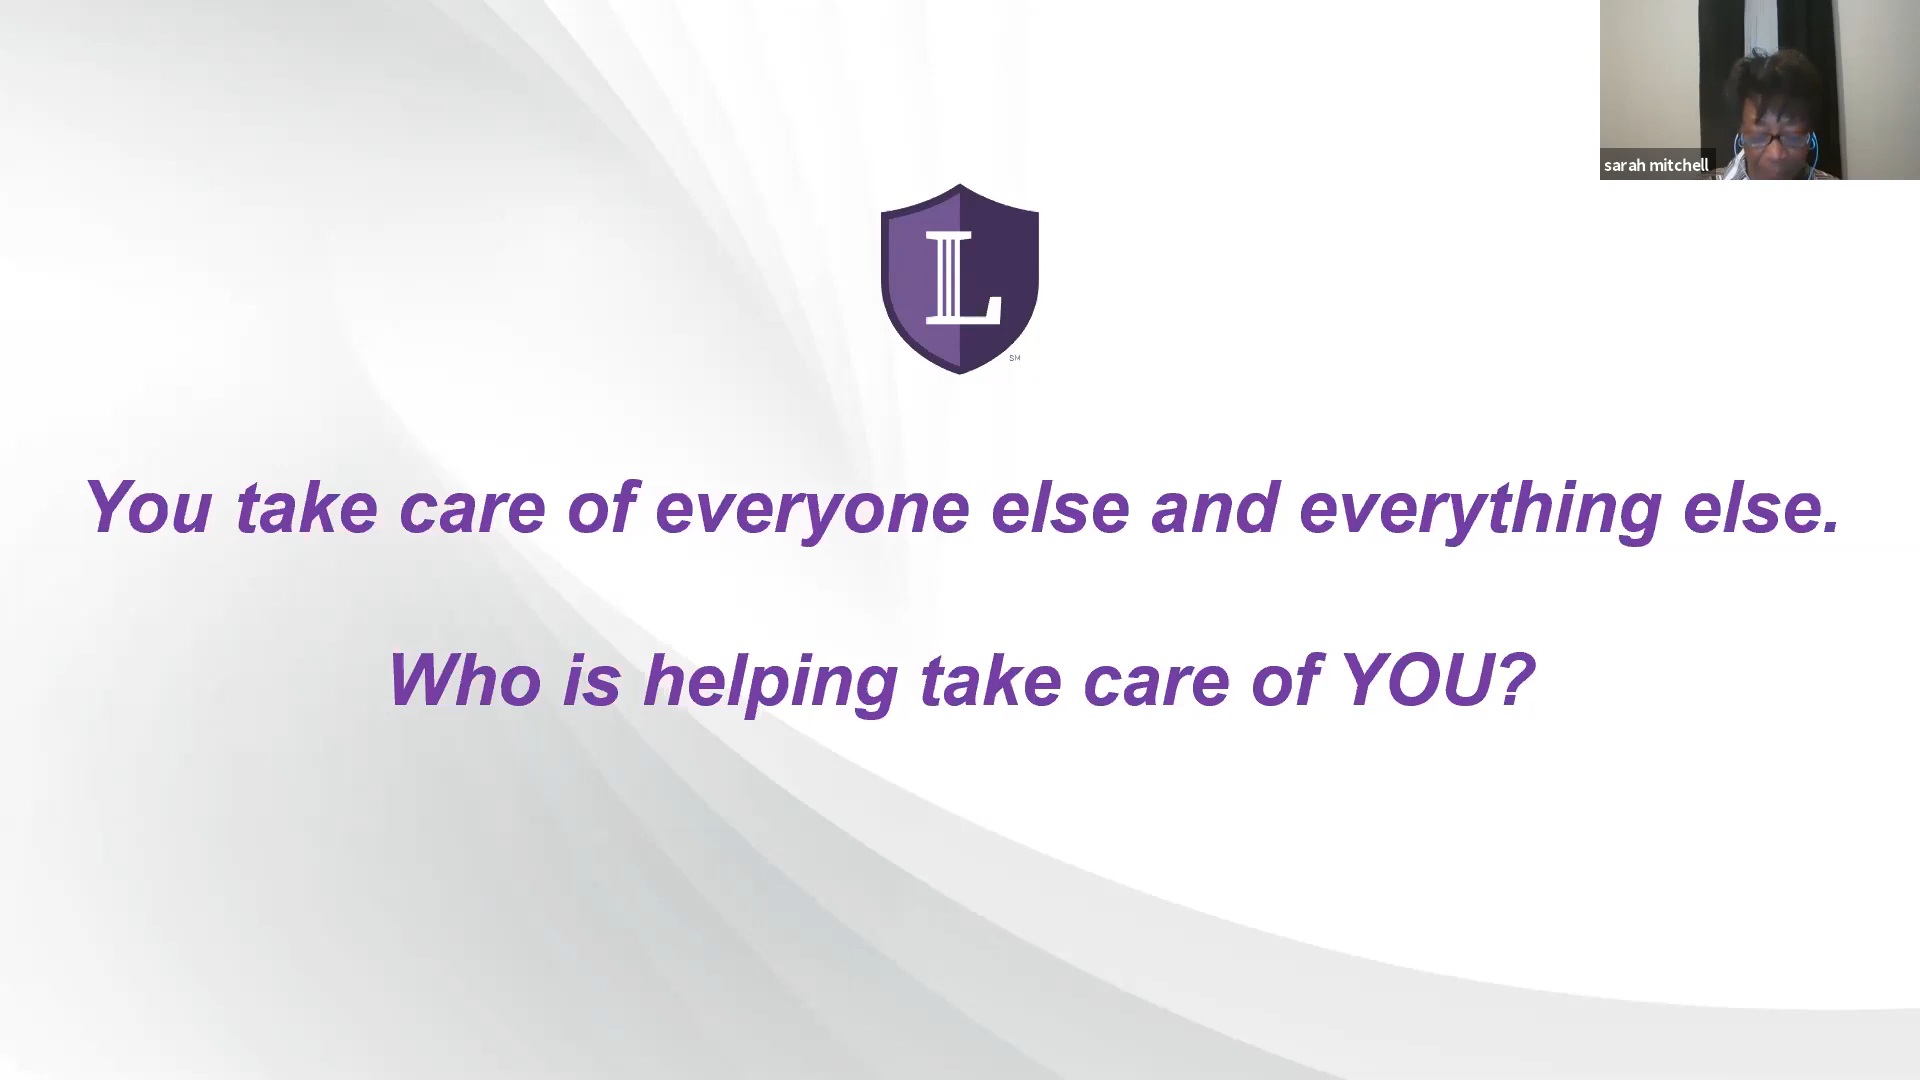 sarah mitchell
L
SM
You take care of everyone else and everything else.
Who is helping take care of YOU?